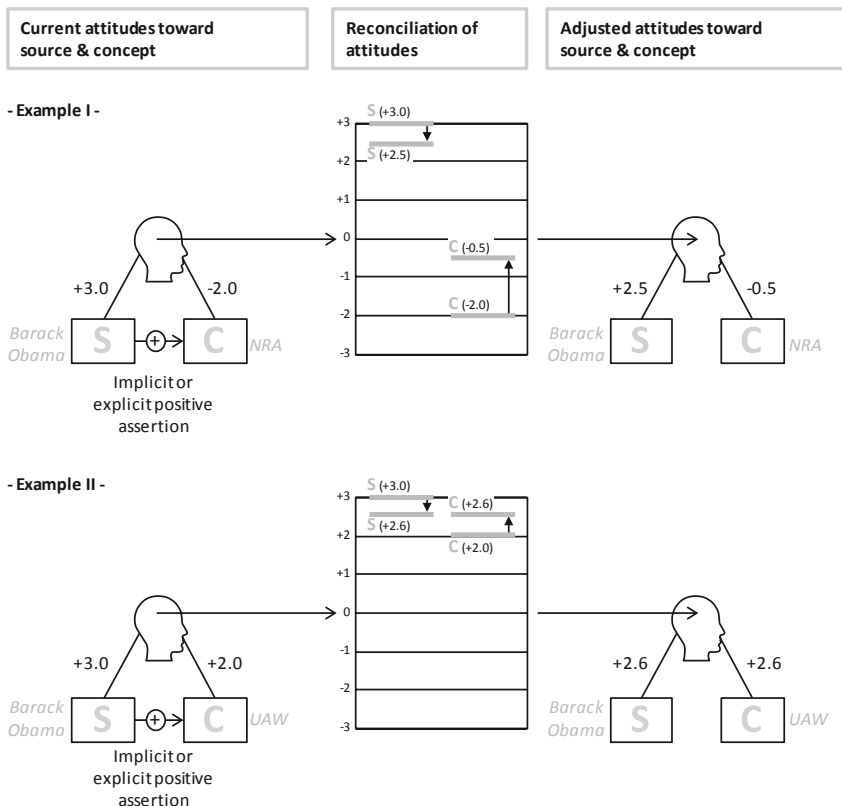 Current attitudes toward
source & concept
Reconciliation of
attitudes
Adjusted attitudes toward
source & concept
- Example I -
S (+3.0)
+3
S (+2.5)
+2
+1
0
C (-0.5)
-1
C (-2.0)
-2
-3
+3.0
-2.0
Barack
Obama
S
+
C
NRA
Implicit or
explicit positive
assertion
+2.5
-0.5
Barack
Obama
S
C
NRA
- Example II -
S (+3.0)
+3
C (+2.6)
S (+2.6)
+2
C (+2.0)
+1
0
-1
-2
-3
+3.0
+2.0
Barack
Obama
S
+
C
UAW
Implicit or
explicit positive
assertion
+2.6
+2.6
Barack
Obama
S
C
UAW